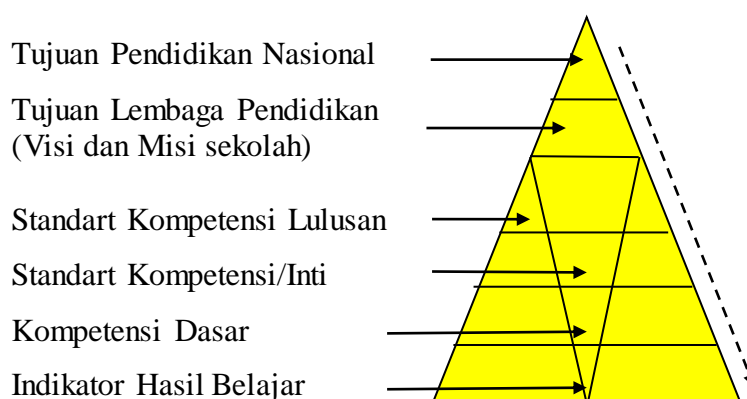 Tujuan Pendidikan Nasional
Tujuan Lembaga Pendidikan
(Visi dan Misi sekolah)
Standart Kompetensi Lulusan
Standart Kompetensi/Inti
Kompetensi Dasar
Indikator Hasil Belajar